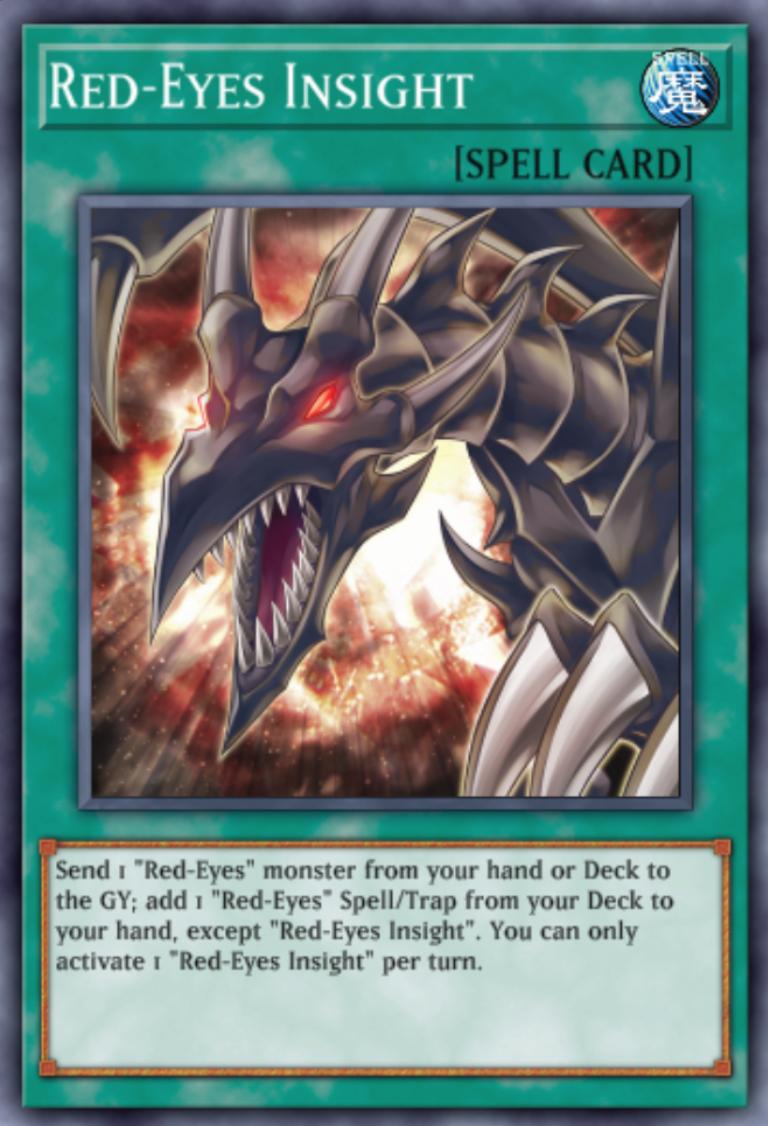 Red-Eyes Insight
SPELL
魔
[SPELL CARD]
Send 1 "Red-Eyes" monster from your hand or Deck to
the GY; add 1 "Red-Eyes" Spell/Trap from your Deck to
your hand, except "Red-Eyes Insight". You can only
activate 1 "Red-Eyes Insight" per turn.